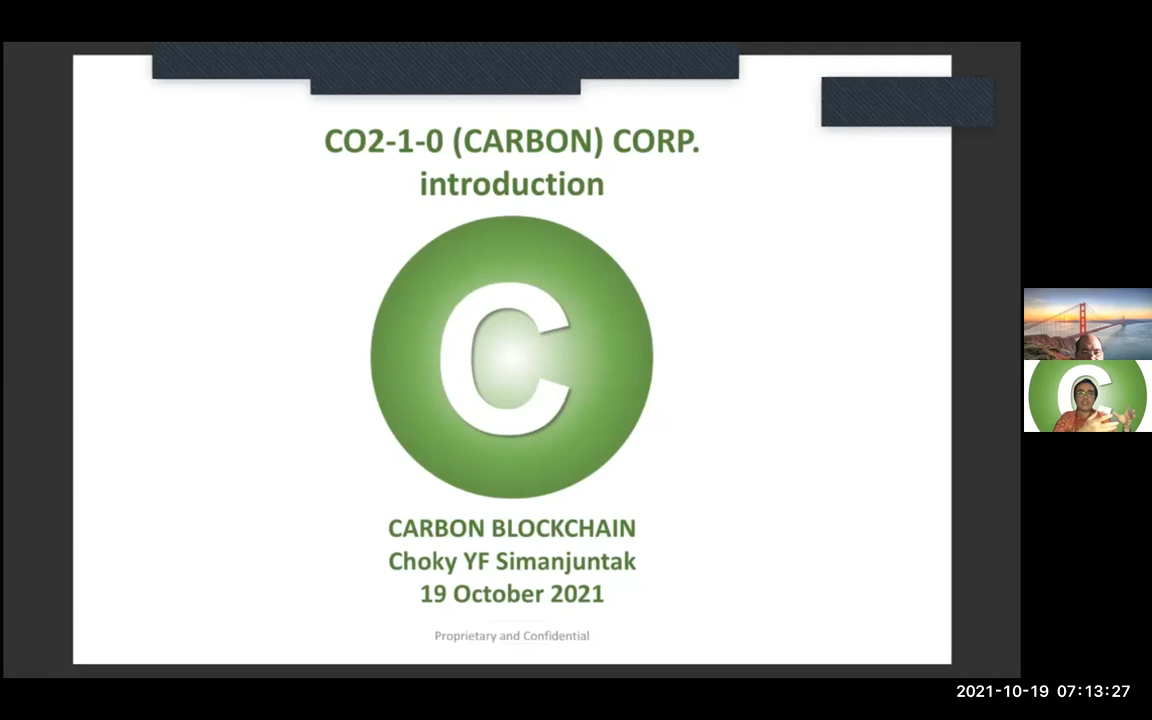 CO2-1-0 (CARBON) CORP.
introduction
C
CARBON BLOCKCHAIN
Choky YF Simanjuntak
19 October 2021
Proprietary and Confidential
C
2021-10-19 07:13:27